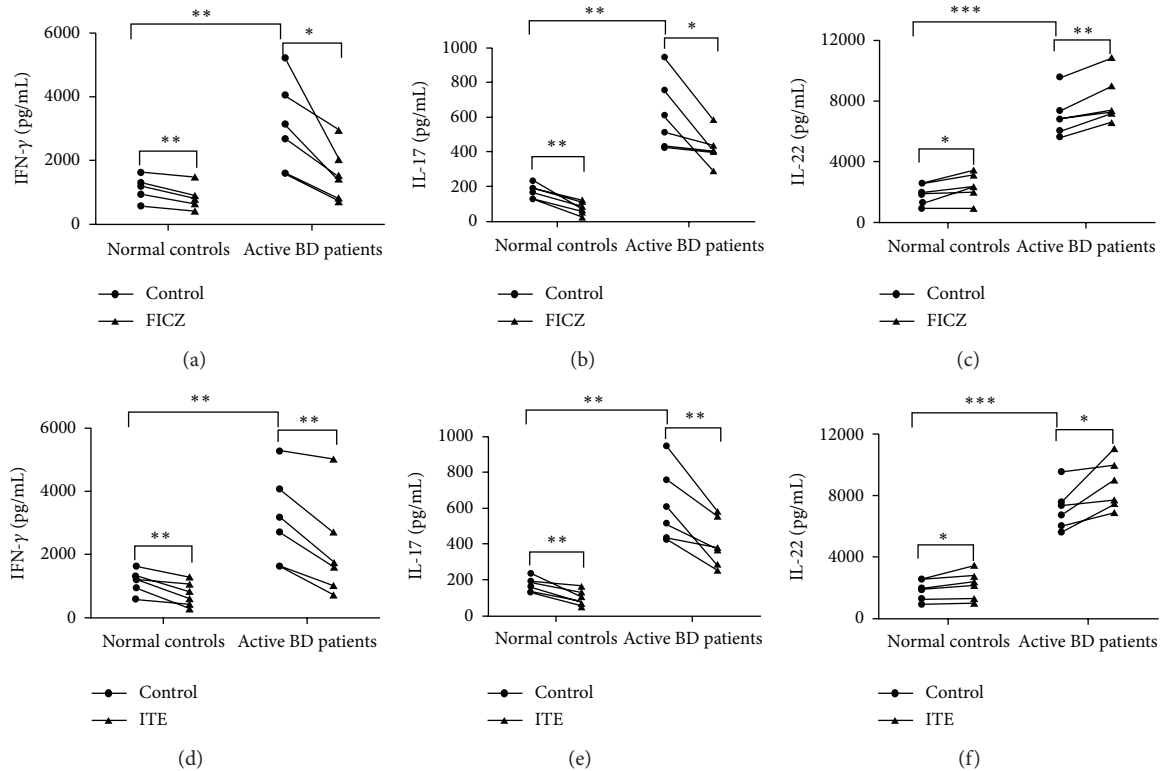 ** ** **
* * *
IFN-γ (pg/mL)
6000
4000
2000
0
**
*
**
Normal controls Active BD patients
Control
FICZ
(a)
IL-17 (pg/mL)
1000
800
600
400
200
0
**
*
**
Normal controls Active BD patients
Control
FICZ
(b)
IL-22 (pg/mL)
12000
8000
4000
0
***
**
*
Normal controls Active BD patients
Control
FICZ
(c)
IFN-γ (pg/mL)
6000
4000
2000
0
**
**
**
Normal controls Active BD patients
Control
ITE
(d)
IL-17 (pg/mL)
1000
800
600
400
200
0
**
**
**
Normal controls Active BD patients
Control
ITE
(e)
IL-22 (pg/mL)
12000
8000
4000
0
***
*
*
Normal controls Active BD patients
Control
ITE
(f)